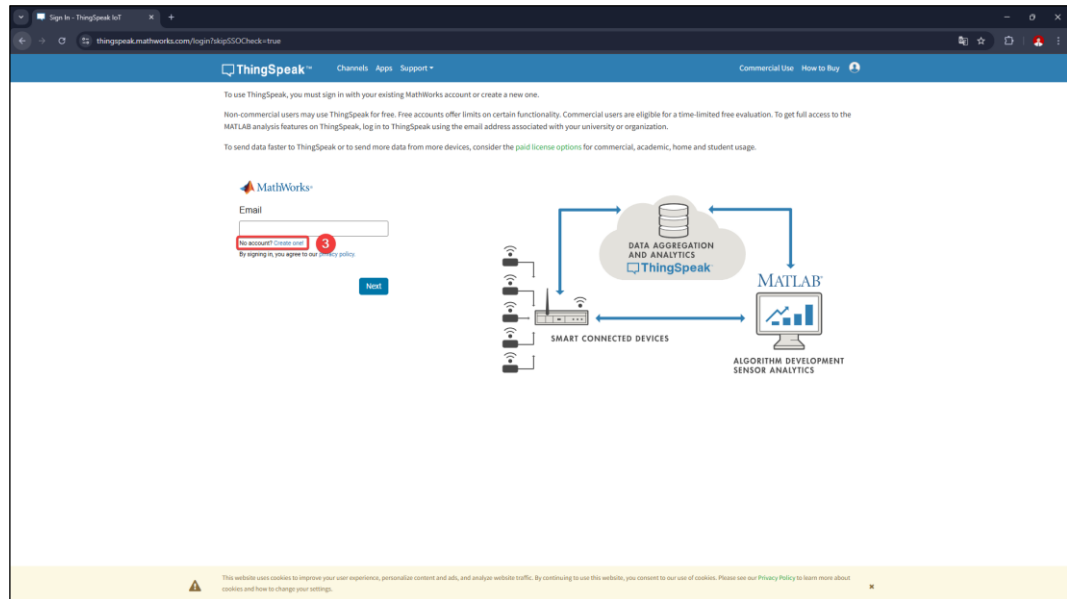 Sign In - ThingSpeak IoT
thingspeak.mathworks.com/login?skipSSOCheck=true
ThingSpeak™ Channels Apps Support Commercial Use How to Buy
To use ThingSpeak, you must sign in with your existing MathWorks account or create a new one.
Non-commercial users may use ThingSpeak for free. Free accounts offer limits on certain functionality. Commercial users are eligible for a time-limited free evaluation. To get full access to the
MATLAB analysis features on ThingSpeak, log in to ThingSpeak using the email address associated with your university or organization.
To send data faster to ThingSpeak or to send more data from more devices, consider the paid license options for commercial, academic, home and student usage.
MathWorks®
Email
No account? Create one!
3
By signing in, you agree to our privacy policy.
Next
DATA AGGREGATION
AND ANALYTICS
ThingSpeak
MATLAB
SMART CONNECTED DEVICES
ALGORITHM DEVELOPMENT
SENSOR ANALYTICS
This website uses cookies to improve your user experience, personalize content and ads, and analyze website traffic. By continuing to use this website, you consent to our use of cookies. Please see our Privacy Policy to learn more about
cookies and how to change your settings.